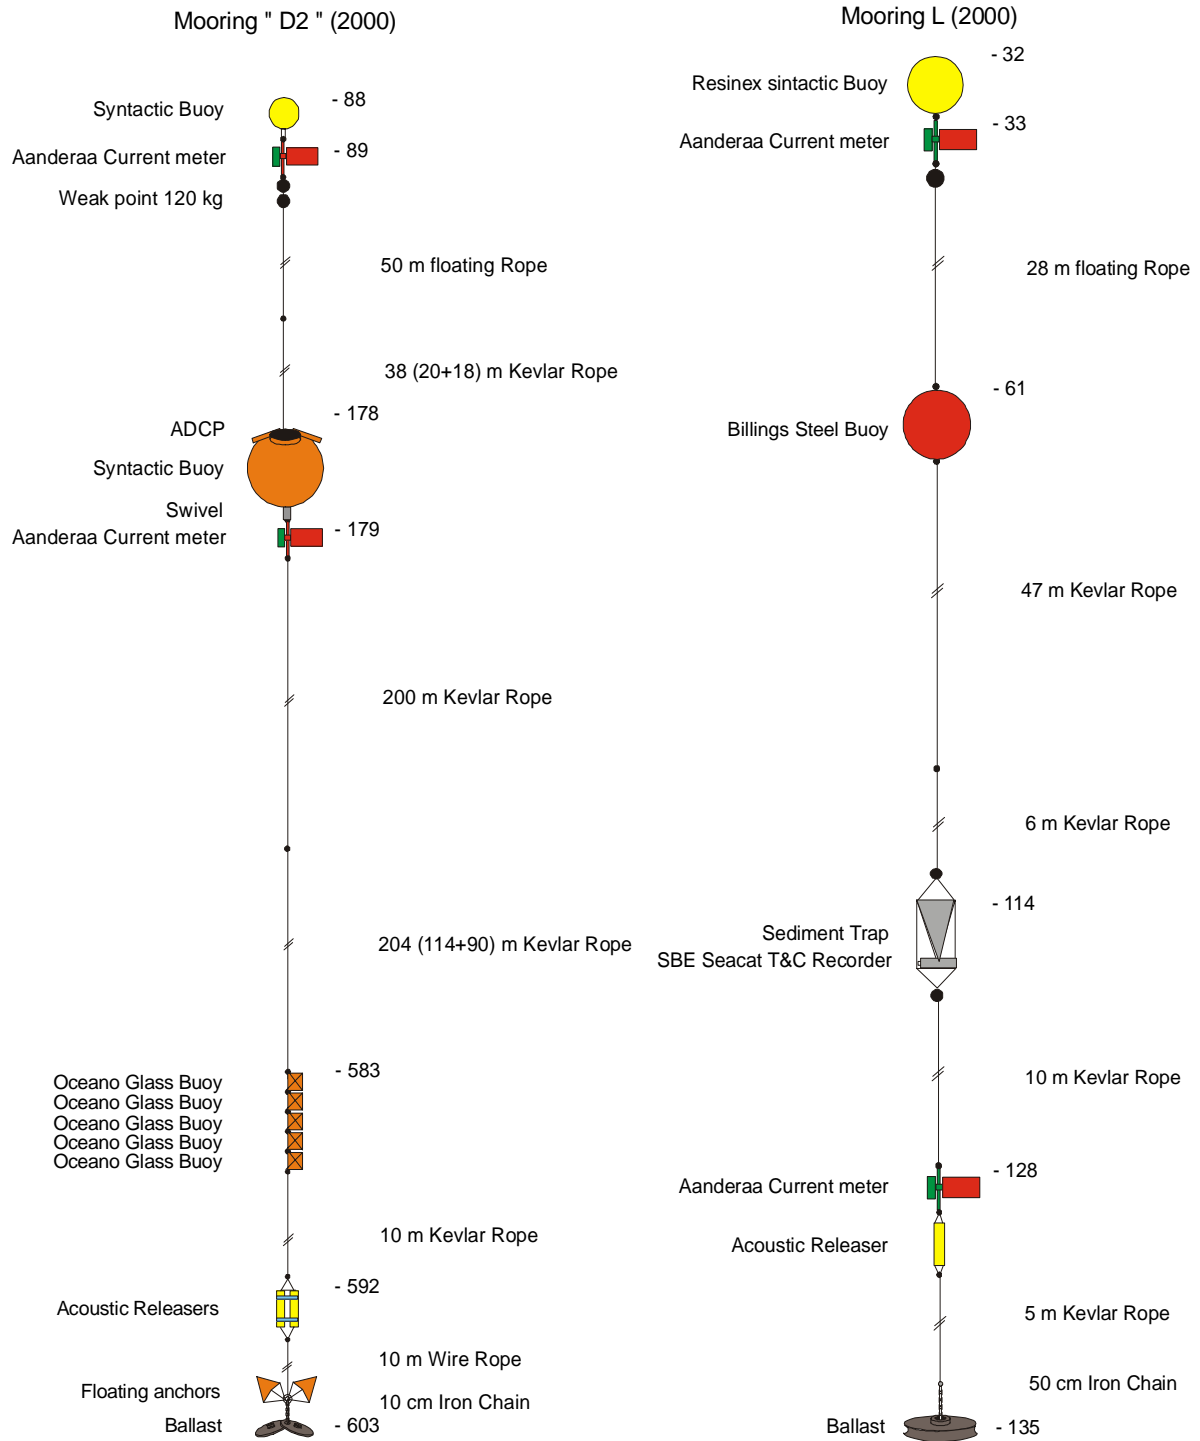 Mooring " D2 " (2000)
- 88
Syntactic Buoy
- 89
Aanderaa Current meter
Weak point 120 kg
50 m floating Rope
38 (20+18) m Kevlar Rope
- 178
ADCP
Syntactic Buoy
Swivel
- 179
Aanderaa Current meter
200 m Kevlar Rope
204 (114+90) m Kevlar Rope
- 583
Oceano Glass Buoy
Oceano Glass Buoy
Oceano Glass Buoy
Oceano Glass Buoy
Oceano Glass Buoy
10 m Kevlar Rope
- 592
Acoustic Releasers
10 m Wire Rope
Floating anchors
10 cm Iron Chain
Ballast
- 603
Mooring L (2000)
- 32
Resinex sintactic Buoy
- 33
Aanderaa Current meter
28 m floating Rope
- 61
Billings Steel Buoy
47 m Kevlar Rope
6 m Kevlar Rope
- 114
Sediment Trap
SBE Seacat T&C Recorder
10 m Kevlar Rope
- 128
Aanderaa Current meter
Acoustic Releaser
5 m Kevlar Rope
50 cm Iron Chain
Ballast
- 135